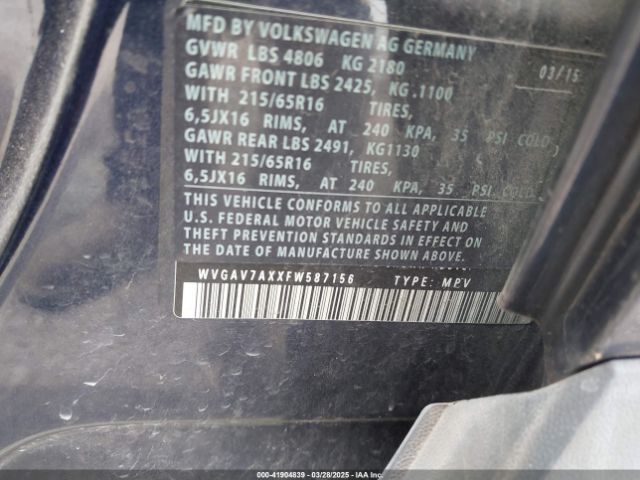 MFD BY VOLKSWAGEN AG GERMANY
GVWR LBS 4806 KG 2180 03/15
GAWR FRONT LBS 2425, KG .1100
WITH 215/65R16 TIRES,
6,5JX16 RIMS, AT 240 KPA, 35 PSI COLD
GAWR REAR LBS 2491, KG1130
WITH 215/65R16 TIRES,
6,5JX16 RIMS, AT 240 KPA, 35 PSI COLD
THIS VEHICLE CONFORMS TO ALL APPLICABLE
U.S. FEDERAL MOTOR VEHICLE SAFETY AND
THEFT PREVENTION STANDARDS IN EFFECT ON
THE DATE OF MANUFACTURE SHOWN ABOVE.
WVGAV7AXXFW587156 TYPE: MPV
000-41904839 | 03/28/2025 - IAAI.COM